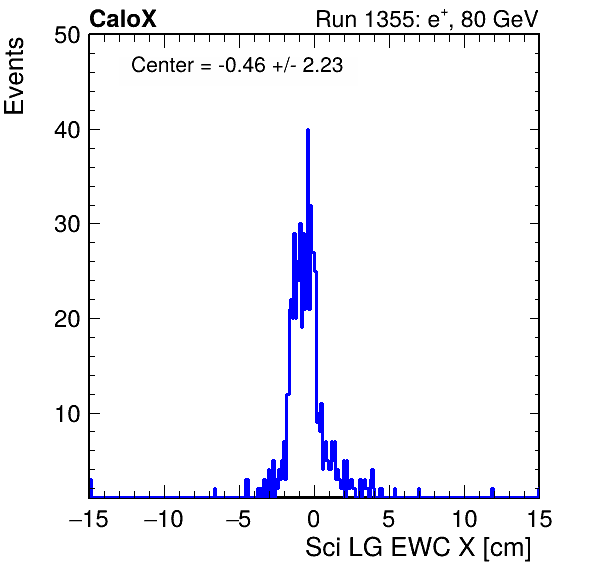 CaloX Run 1355: e⁺, 80 GeV
Events
Center = -0.46 +/- 2.23
50
40
30
20
10
−15 −10 −5 0 5 10 15
Sci LG EWC X [cm]